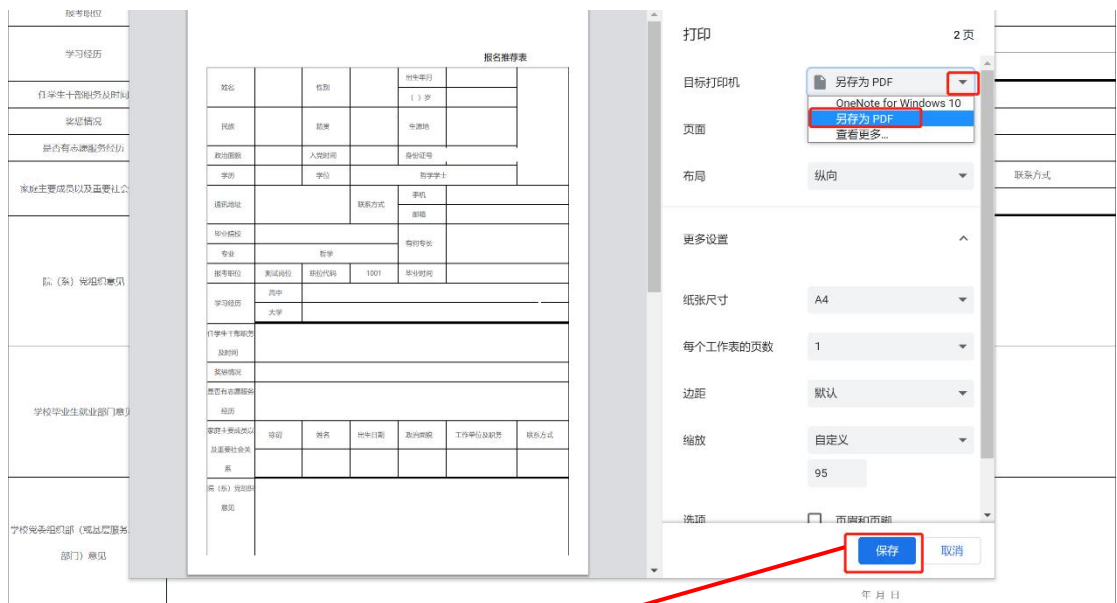 报考职位
学习经历
任学生干部职务及时间
奖惩情况
是否有志愿服务经历
家庭主要成员以及重要社会
院（系）党组织意见
学校毕业生就业部门意见
学校党委组织部（或基层服务
部门）意见
报名推荐表
姓名 性别 出生年月
（ ）岁
民族 籍贯 生源地
政治面貌 入党时间 身份证号
学历 学位 哲学学士
通讯地址 联系方式 手机
邮箱
毕业院校 有何专长
专业 哲学
报考职位 测试岗位 职位代码 1001 毕业时间
学习经历 高中
大学
任学生干部职务
及时间
奖惩情况
是否有志愿服务
经历
家庭主要成员以
及重要社会关
系
称谓 姓名 出生日期 政治面貌 工作单位及职务 联系方式
院（系）党组织
意见
打印 2 页
目标打印机 另存为 PDF
OneNote for Windows 10
另存为 PDF
查看更多...
页面
布局 纵向
更多设置
纸张尺寸 A4
每个工作表的页数 1
边距 默认
缩放 自定义
95
选项 页眉和页脚
保存 取消
联系方式
年 月 日